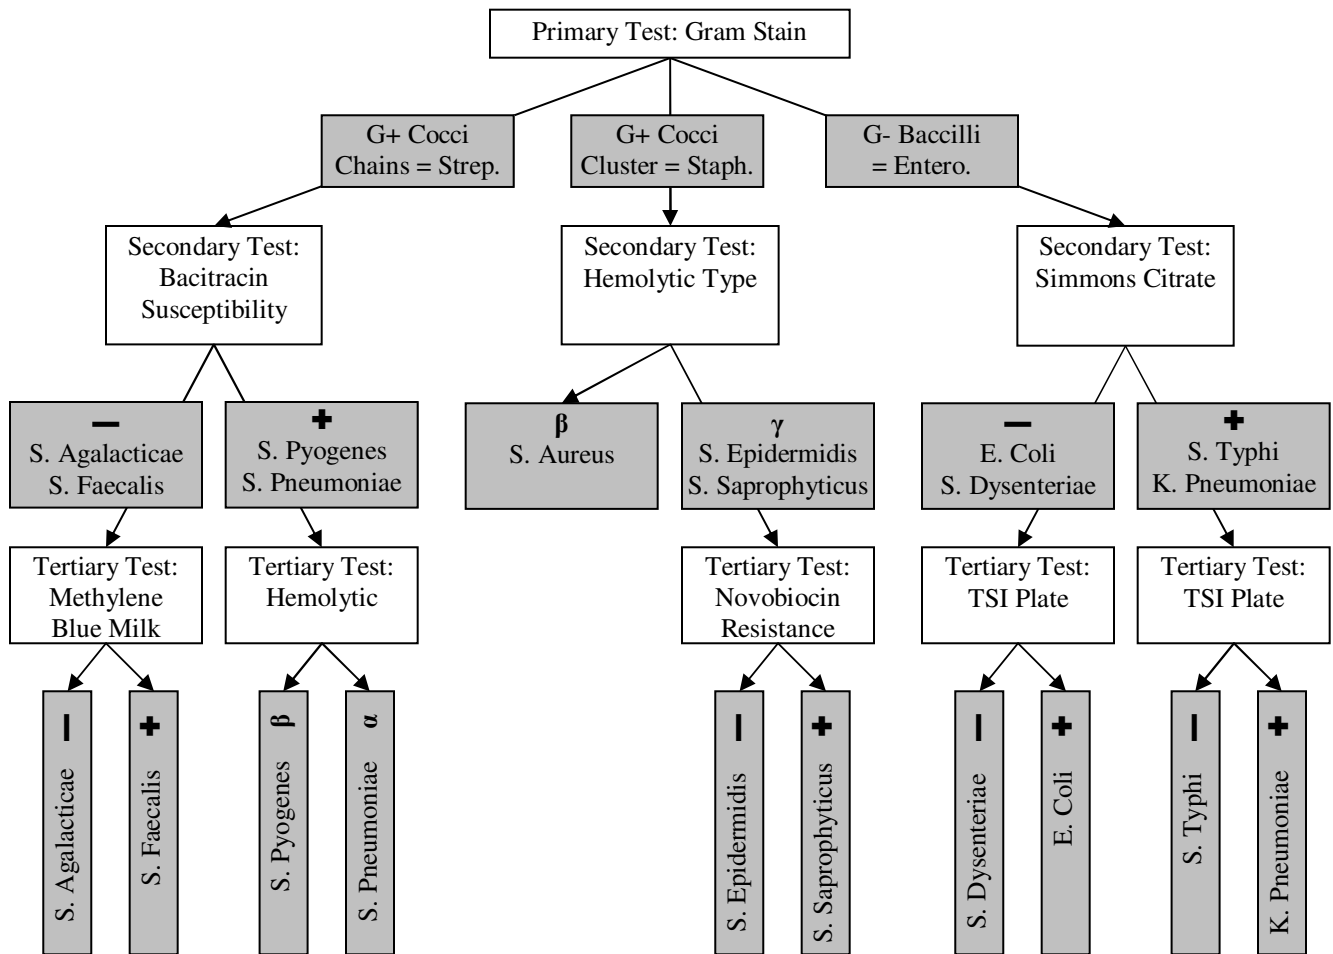 Primary Test: Gram Stain
G+ Cocci
Chains = Strep.
G+ Cocci
Cluster = Staph.
G- Baccilli
= Entero.
Secondary Test:
Bacitracin
Susceptibility
Secondary Test:
Hemolytic Type
Secondary Test:
Simmons Citrate
–
S. Agalacticae
S. Faecalis
+
S. Pyogenes
S. Pneumoniae
β
S. Aureus
γ
S. Epidermidis
S. Saprophyticus
–
E. Coli
S. Dysenteriae
+
S. Typhi
K. Pneumoniae
Tertiary Test:
Methylene
Blue Milk
Tertiary Test:
Hemolytic
Tertiary Test:
Novobiocin
Resistance
Tertiary Test:
TSI Plate
Tertiary Test:
TSI Plate
S. Agalacticae –
S. Faecalis +
S. Pyogenes β
S. Pneumoniae α
S. Epidermidis –
S. Saprophyticus +
S. Dysenteriae –
E. Coli +
S. Typhi –
K. Pneumoniae +